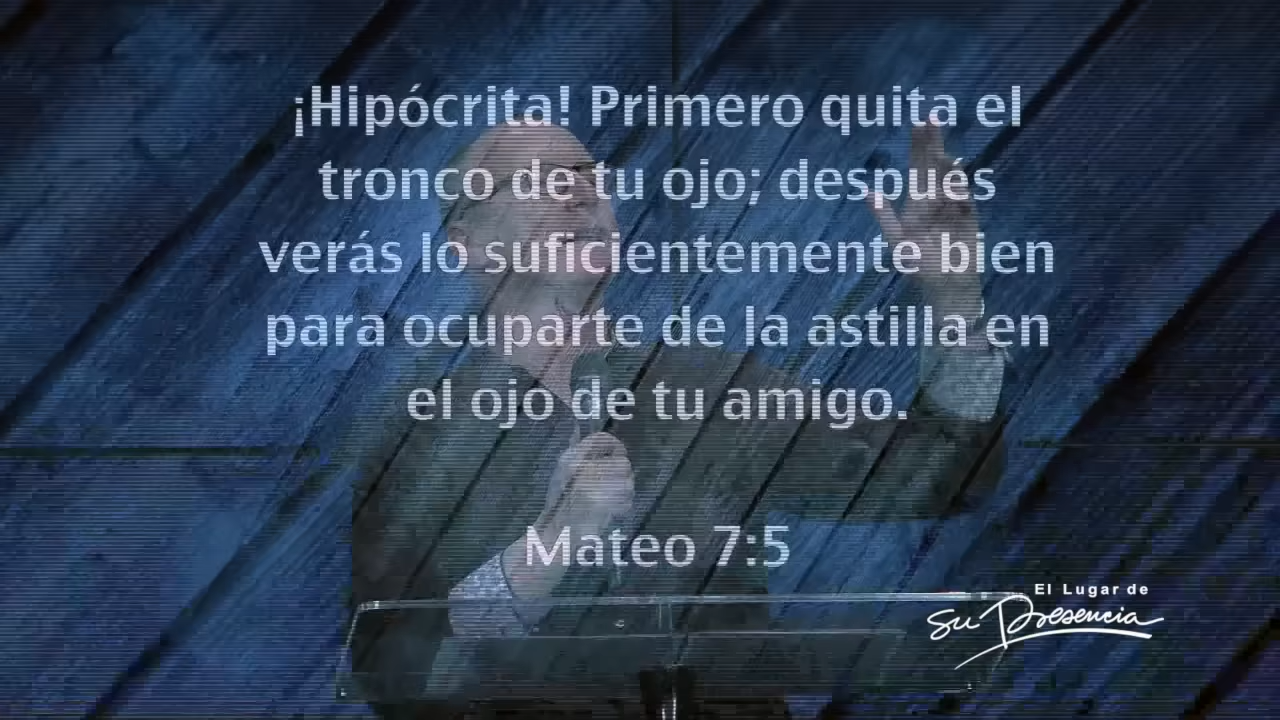 ¡Hipócrita! Primero quita el
tronco de tu ojo; después
verás lo suficientemente bien
para ocuparte de la astilla en
el ojo de tu amigo.
Mateo 7:5
El Lugar de
Su Presencia